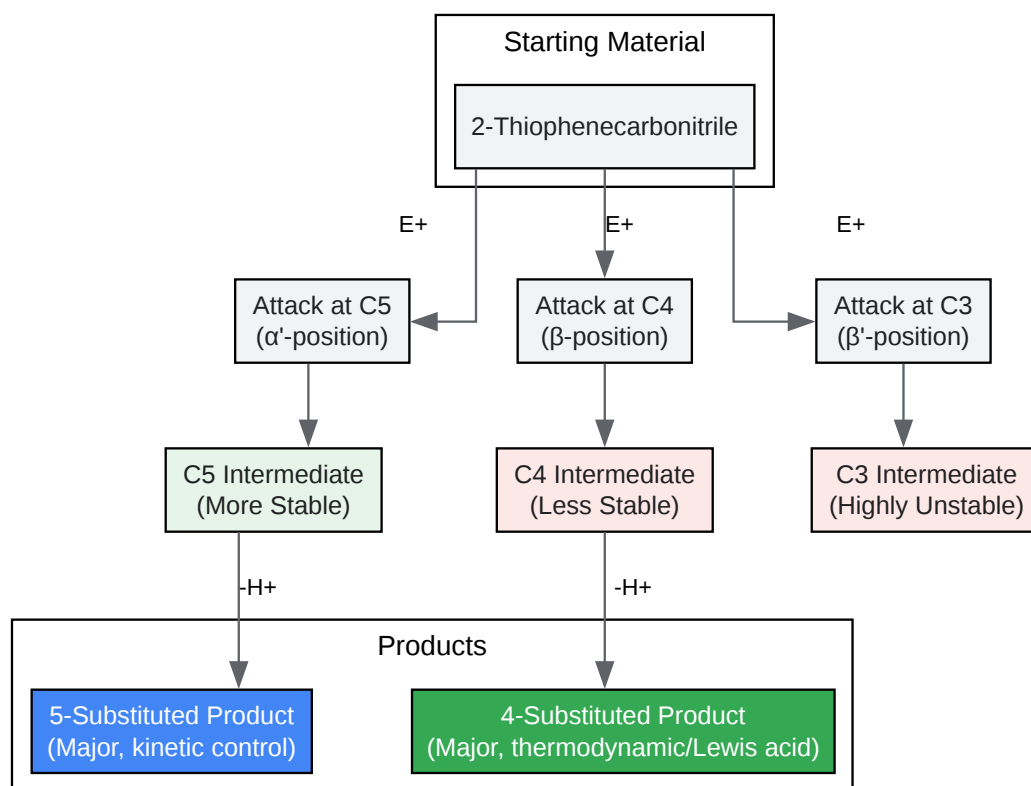 Starting Material
2-Thiophenecarbonitrile
E+
E+
E+
Attack at C5
(α'-position)
Attack at C4
(β-position)
Attack at C3
(β'-position)
C5 Intermediate
(More Stable)
C4 Intermediate
(Less Stable)
C3 Intermediate
(Highly Unstable)
-H+
-H+
Products
5-Substituted Product
(Major, kinetic control)
4-Substituted Product
(Major, thermodynamic/Lewis acid)